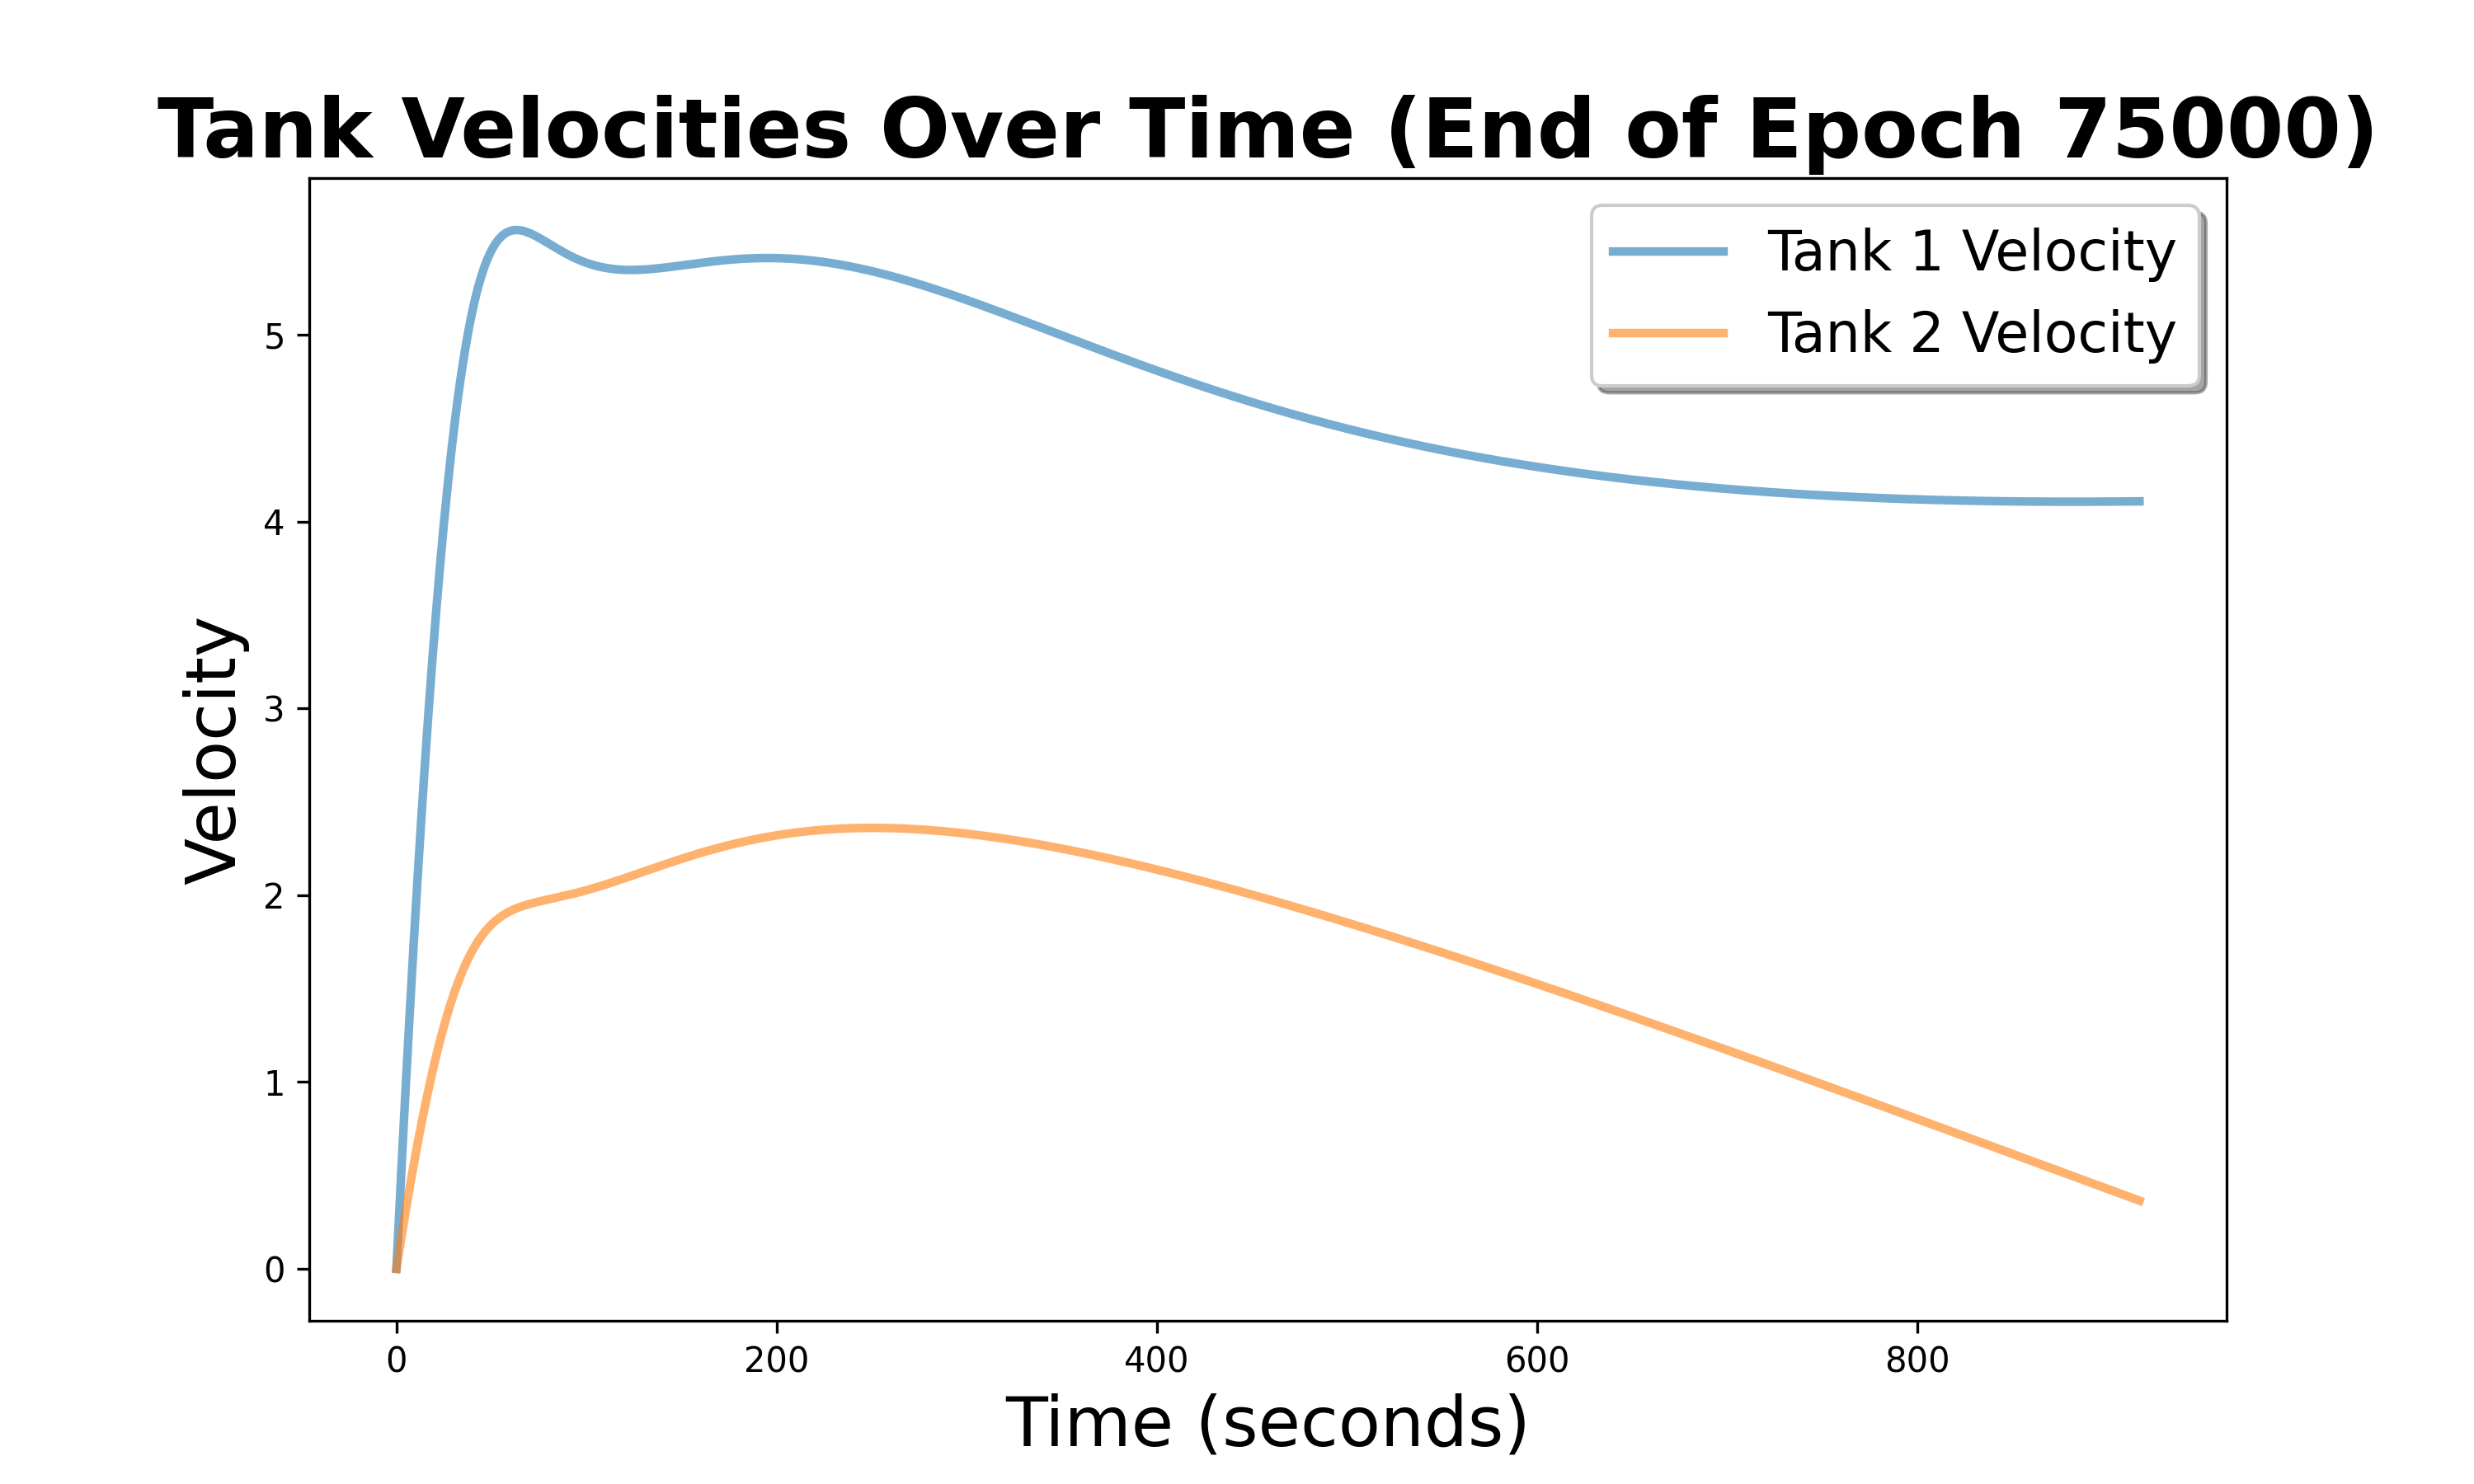 Tank Velocities Over Time (End of Epoch 75000)
Tank 1 Velocity
Tank 2 Velocity
Velocity
5
4
3
2
1
0
0 200 400 600 800
Time (seconds)